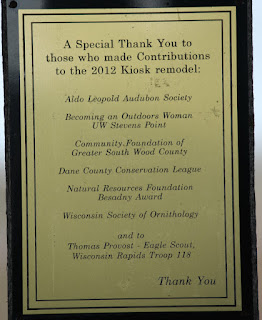 A Special Thank You to
those who made Contributions
to the 2012 Kiosk remodel:
Aldo Leopold Audubon Society
Becoming an Outdoors Woman
UW Stevens Point
Community Foundation of
Greater South Wood County
Dane County Conservation League
Natural Resources Foundation
Besadny Award
Wisconsin Society of Ornithology
and to
Thomas Provost - Eagle Scout,
Wisconsin Rapids Troop 118
Thank You